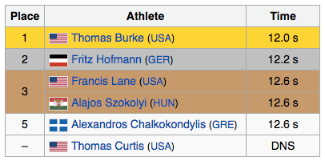 Place Athlete Time
1 Thomas Burke (USA) 12.0 s
2 Fritz Hofmann (GER) 12.2 s
3 Francis Lane (USA) 12.6 s
Alajos Szokolyi (HUN) 12.6 s
5 Alexandros Chalkokondylis (GRE) 12.6 s
– Thomas Curtis (USA) DNS